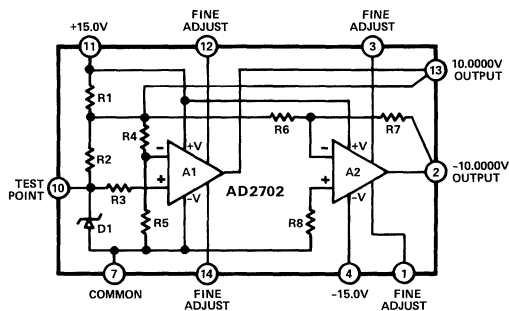 +15.0V
FINE
ADJUST
FINE
ADJUST
11
12
3
10.0000V
OUTPUT
13
R1
R4
R6
R7
R2
-
+V
A1
+
-V
-
+V
A2
+
-V
-10.0000V
OUTPUT
2
TEST
POINT
10
R3
AD2702
D1
R5
R8
7
14
4
1
COMMON
FINE
ADJUST
-15.0V
FINE
ADJUST